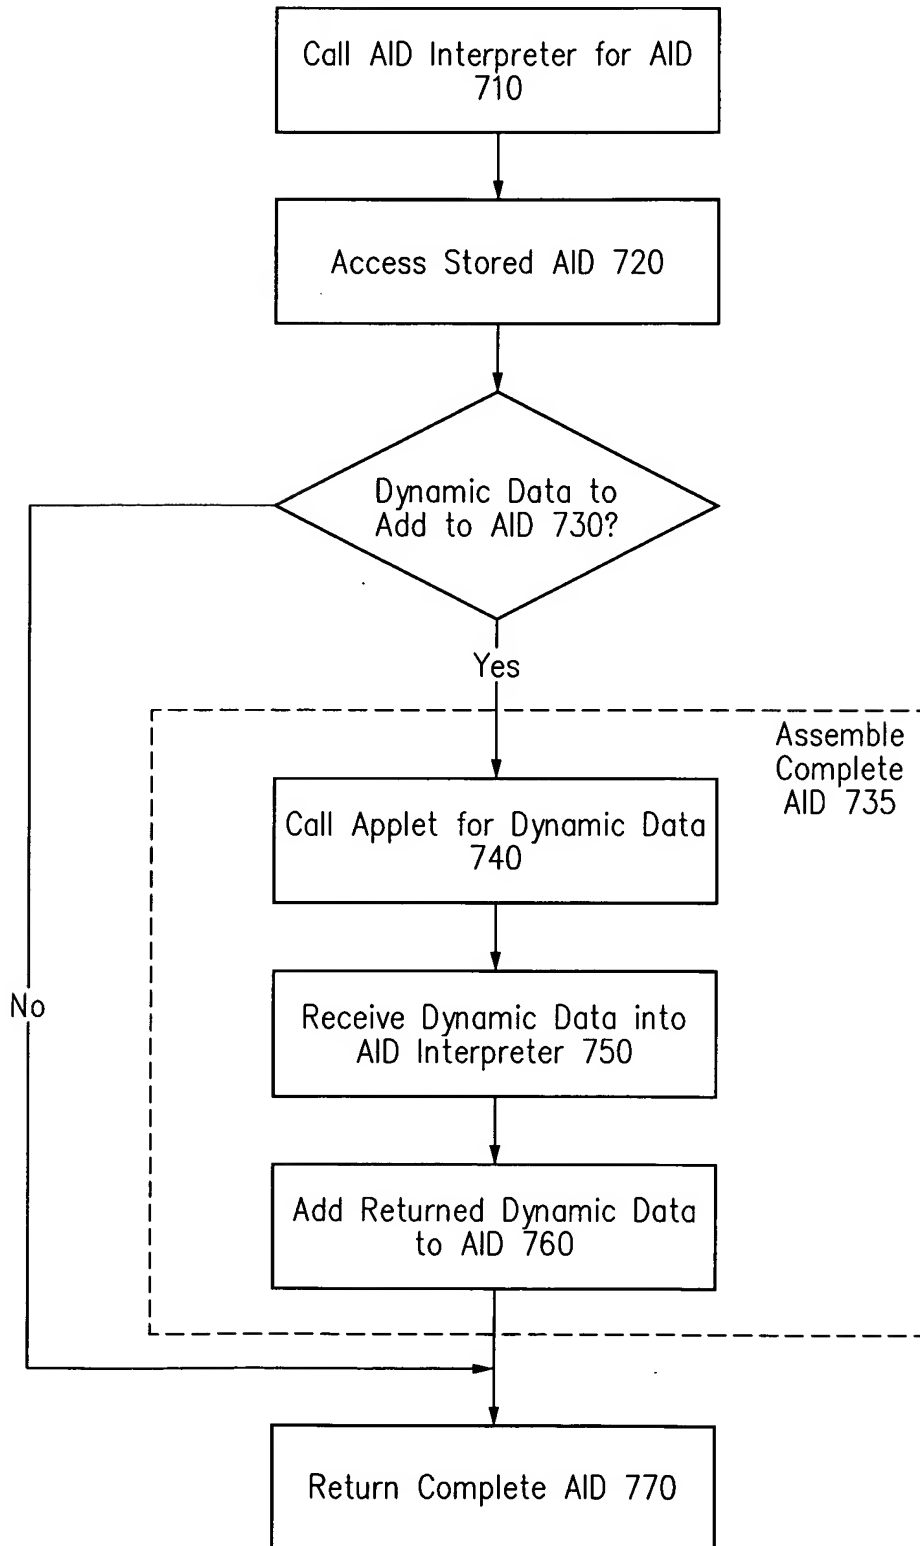 Call AID Interpreter for AID
710
Access Stored AID 720
Dynamic Data to
Add to AID 730?
Yes
Assemble
Complete
AID 735
Call Applet for Dynamic Data
740
No
Receive Dynamic Data into
AID Interpreter 750
Add Returned Dynamic Data
to AID 760
Return Complete AID 770